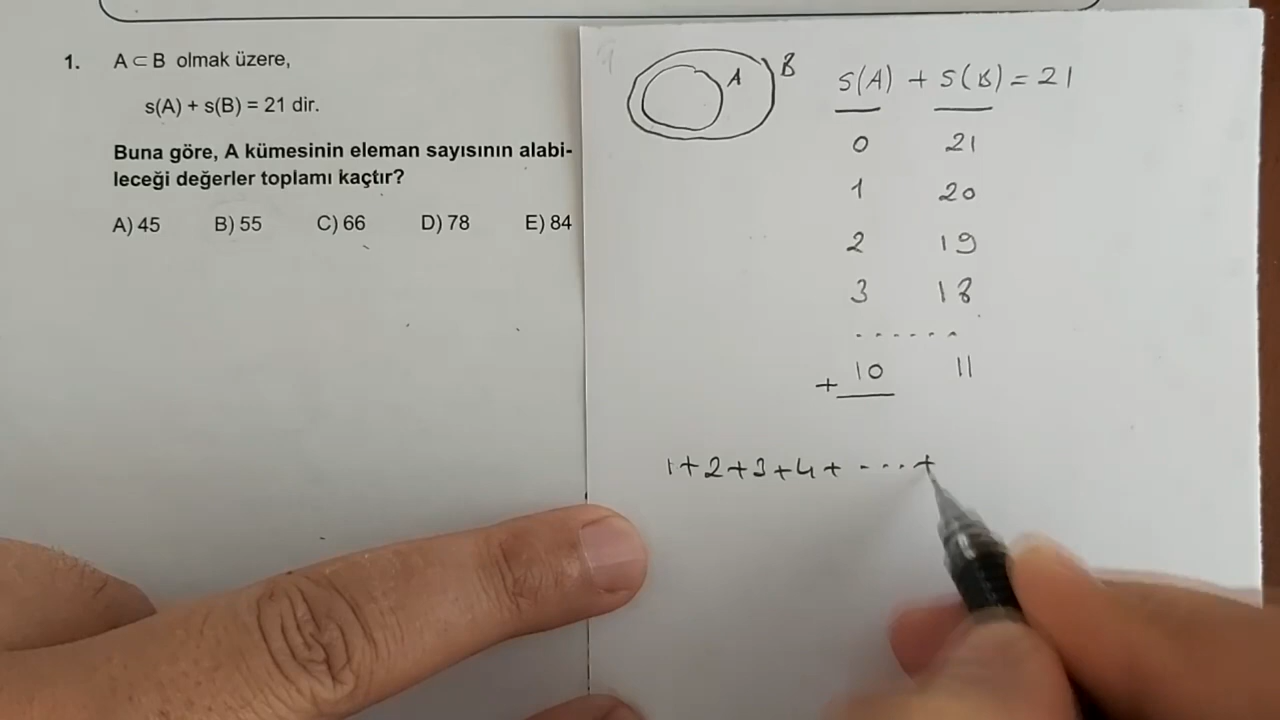 1. A ⊂ B olmak üzere,
s(A) + s(B) = 21 dir.
Buna göre, A kümesinin eleman sayısının alabi-
leceği değerler toplamı kaçtır?
A) 45 B) 55 C) 66 D) 78 E) 84
A B
s(A) + s(B) = 21
0 21
1 20
2 19
3 18
.......
+ 10 11
1+2+3+4+ ....+